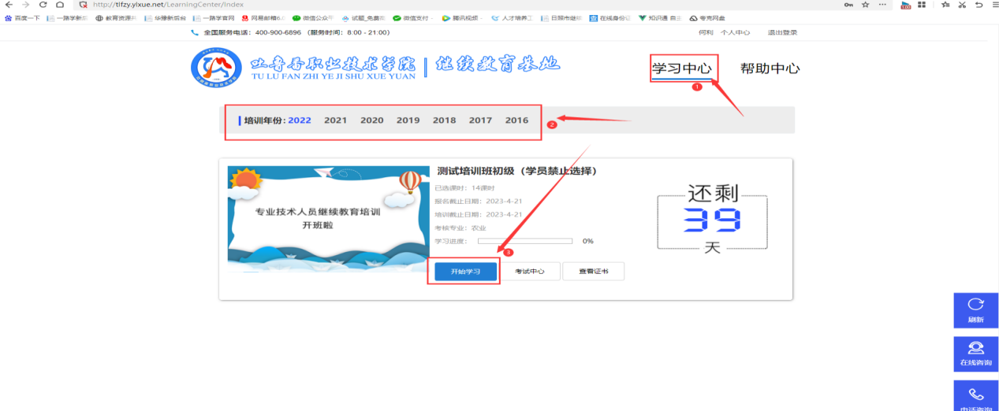 http://tlfzy.ylxue.net/LearningCenter/Index
百度一下 一路学新后 教育资源共 华臻新后台 一路学官网 网易邮箱6.0 微信公众平 试题_免费 微信支付 - 腾讯视频 - 人才培养工 日照市继续 在线身份证 知识通 自主 夸克网盘
全国服务电话：400-900-6896 （服务时间：8:00 - 21:00） 何利 个人中心 退出登录
吐鲁番职业技术学院 继续教育基地
TU LU FAN ZHI YE JI SHU XUE YUAN
学习中心 帮助中心
1
培训年份: 2022 2021 2020 2019 2018 2017 2016
2
测试培训班初级（学员禁止选择）
已选课时：14课时
报名截止日期：2023-4-21
培训截止日期：2023-4-21
考核专业：农业
学习进度： 0%
3
开始学习 考试中心 查看证书
专业技术人员继续教育培训
开班啦
还剩
39
天
刷新
在线咨询
电话咨询